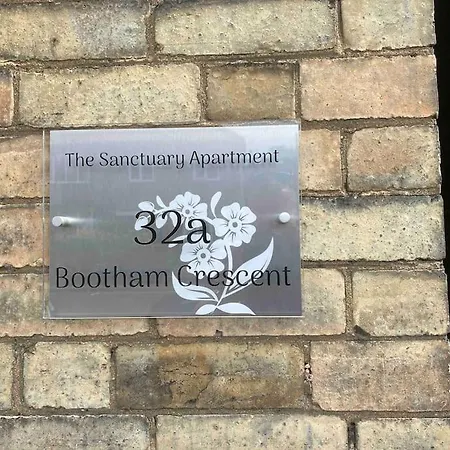 The Sanctuary Apartment
32a
Bootham Crescent